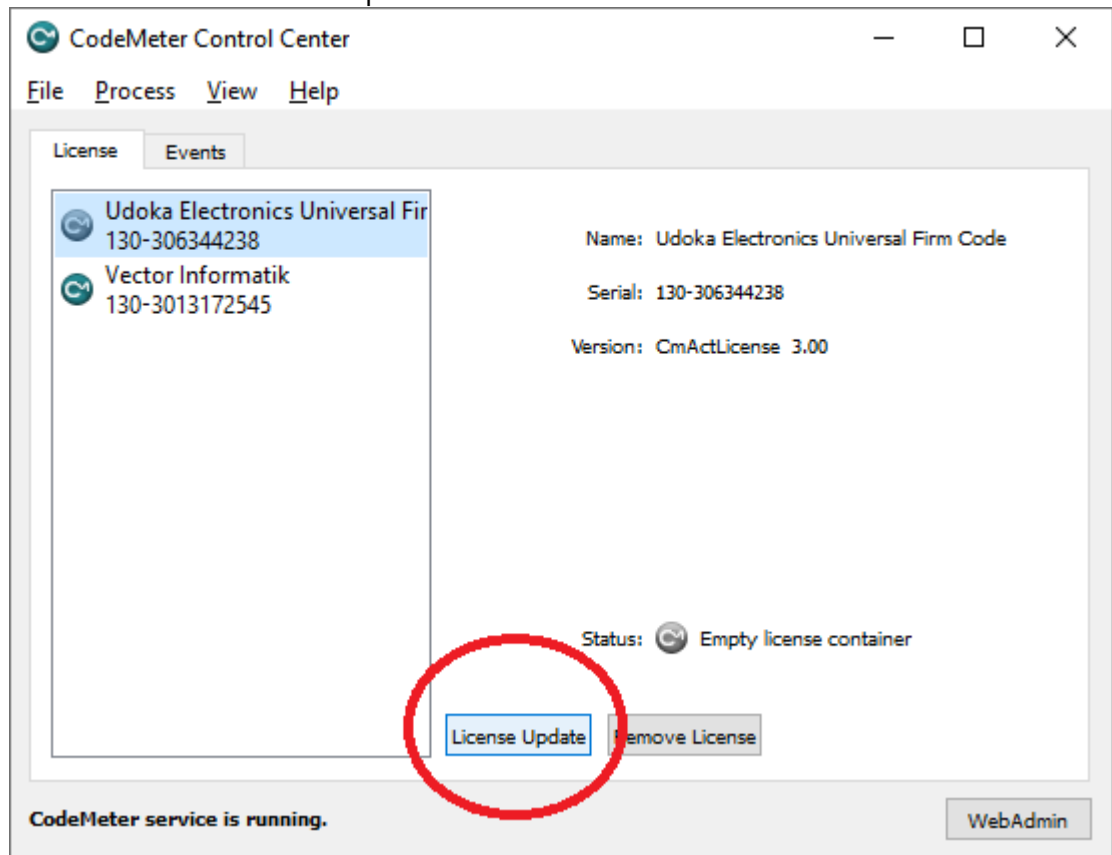 CodeMeter Control Center
File Process View Help
License Events
Udoka Electronics Universal Fir
130-306344238
Vector Informatik
130-3013172545
Name: Udoka Electronics Universal Firm Code
Serial: 130-306344238
Version: CmActLicense 3.00
Status: Empty license container
License Update Remove License
CodeMeter service is running.
WebAdmin